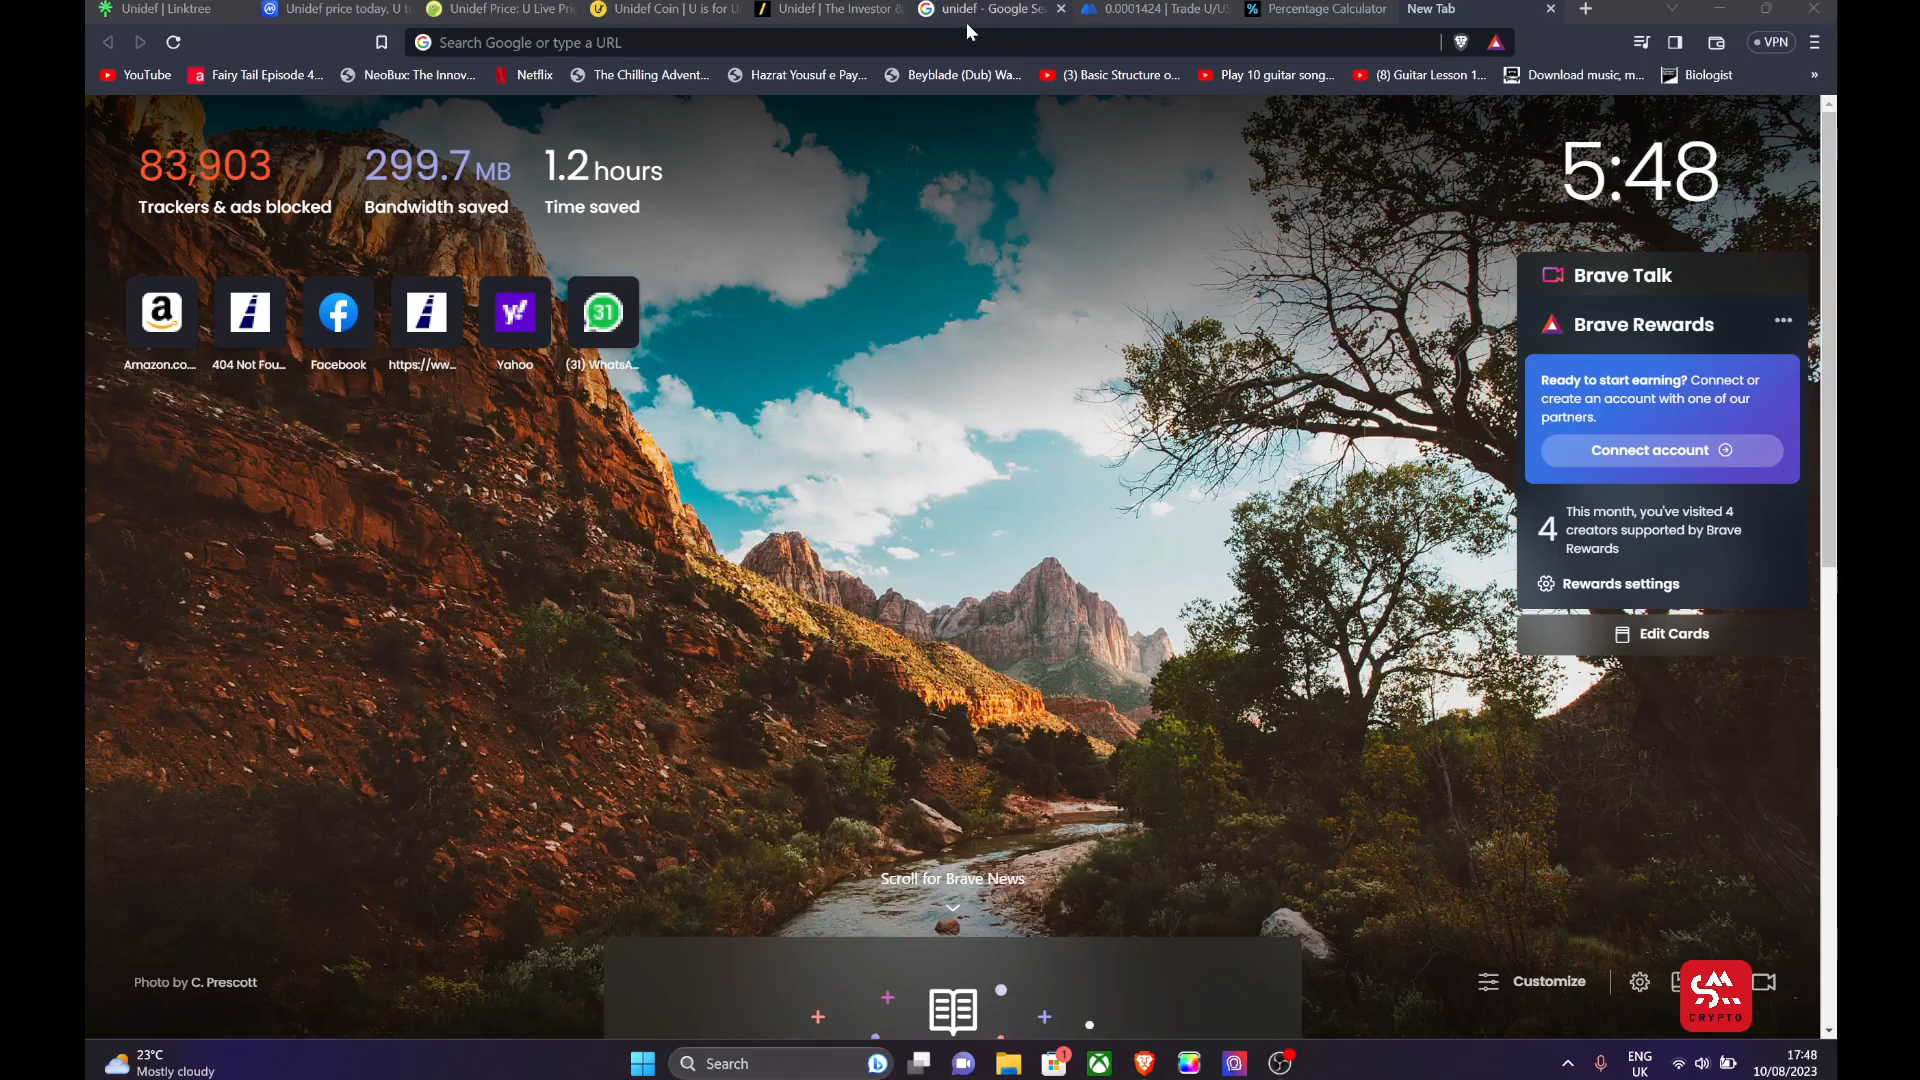 Unidef | Linktree
Unidef price today, U to
Unidef Price: U Live Pri
Unidef Coin | U is for U
Unidef | The Investor &
unidef - Google Se
0.0001424 | Trade U/US
Percentage Calculator
New Tab
Search Google or type a URL
VPN
YouTube
Fairy Tail Episode 4...
NeoBux: The Innov...
Netflix
The Chilling Advent...
Hazrat Yousuf e Pay...
Beyblade (Dub) Wa...
(3) Basic Structure o...
Play 10 guitar song...
(8) Guitar Lesson 1...
Download music, m...
Biologist
83,903
Trackers & ads blocked
299.7 MB
Bandwidth saved
1.2 hours
Time saved
5:48
Amazon.co....
404 Not Fou...
Facebook
https://ww...
Yahoo
31
(31) WhatsA...
Brave Talk
Brave Rewards
Ready to start earning? Connect or
create an account with one of our
partners.
Connect account
4
This month, you've visited 4
creators supported by Brave
Rewards
Rewards settings
Edit Cards
Scroll for Brave News
Photo by C. Prescott
Customize
CRYPTO
23°C
Mostly cloudy
Search
1
ENG
UK
17:48
10/08/2023